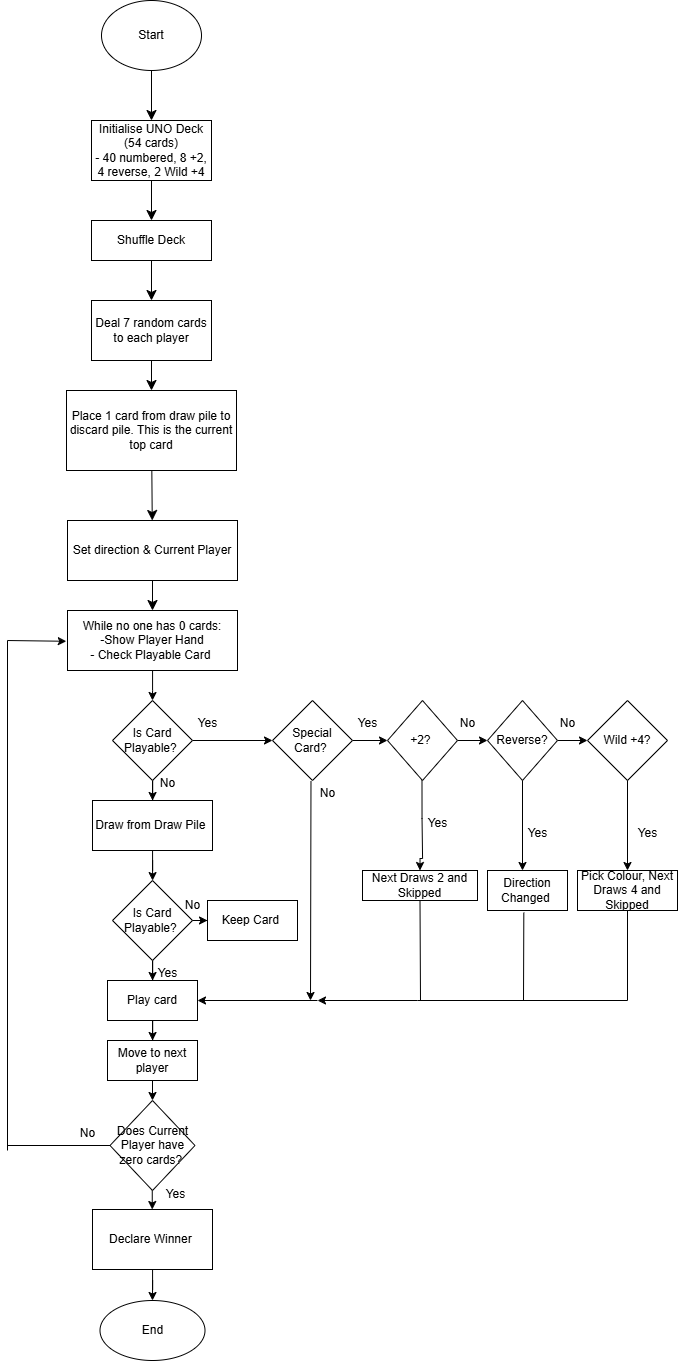 Start
Initialise UNO Deck
(54 cards)
- 40 numbered, 8 +2,
4 reverse, 2 Wild +4
Shuffle Deck
Deal 7 random cards
to each player
Place 1 card from draw pile to
discard pile. This is the current
top card
Set direction & Current Player
While no one has 0 cards:
-Show Player Hand
- Check Playable Card
Is Card
Playable?
Yes
Special
Card?
Yes
+2?
No
Reverse?
No
Wild +4?
No
No
Yes
Yes
Yes
Draw from Draw Pile
Next Draws 2 and
Skipped
Direction
Changed
Pick Colour, Next
Draws 4 and
Skipped
Is Card
Playable?
No
Keep Card
Yes
Play card
Move to next
player
Does Current
Player have
zero cards?
No
Yes
Declare Winner
End